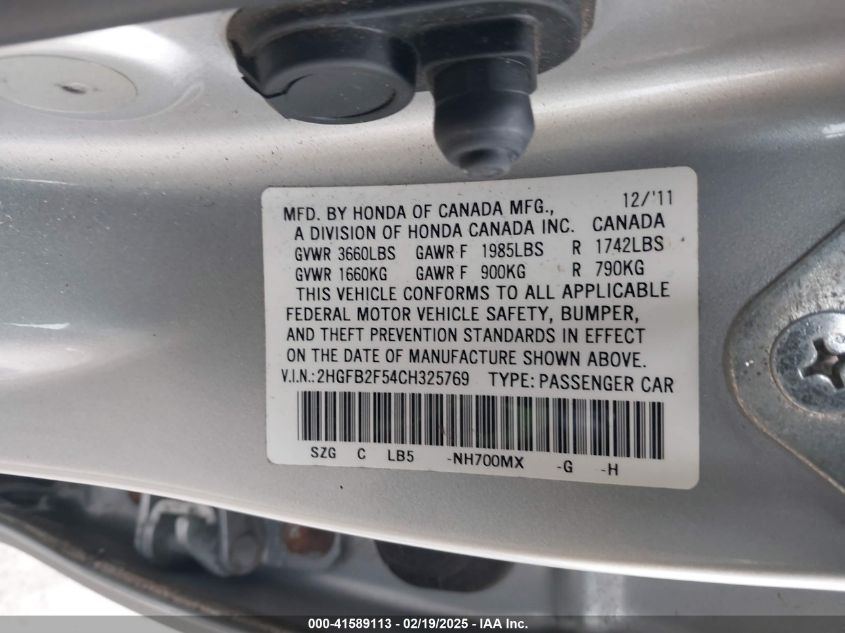 12/'11
MFD. BY HONDA OF CANADA MFG.,
A DIVISION OF HONDA CANADA INC. CANADA
GVWR 3660LBS GAWR F 1985LBS R 1742LBS
GVWR 1660KG GAWR F 900KG R 790KG
THIS VEHICLE CONFORMS TO ALL APPLICABLE
FEDERAL MOTOR VEHICLE SAFETY, BUMPER,
AND THEFT PREVENTION STANDARDS IN EFFECT
ON THE DATE OF MANUFACTURE SHOWN ABOVE.
V.I.N.:2HGFB2F54CH325769 TYPE: PASSENGER CAR
SZG C LB5 -NH700MX -G -H
000-41589113 - 02/19/2025 - IAA Inc.